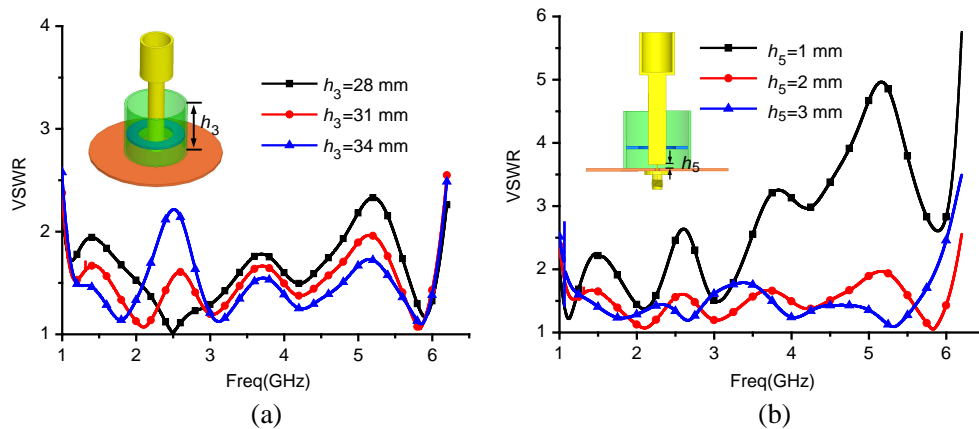 4
3
2
1
VSWR
h3
h3=28 mm
h3=31 mm
h3=34 mm
1 2 3 4 5 6
Freq(GHz)
(a)
6
5
4
3
2
1
VSWR
h5
h5=1 mm
h5=2 mm
h5=3 mm
1 2 3 4 5 6
Freq(GHz)
(b)